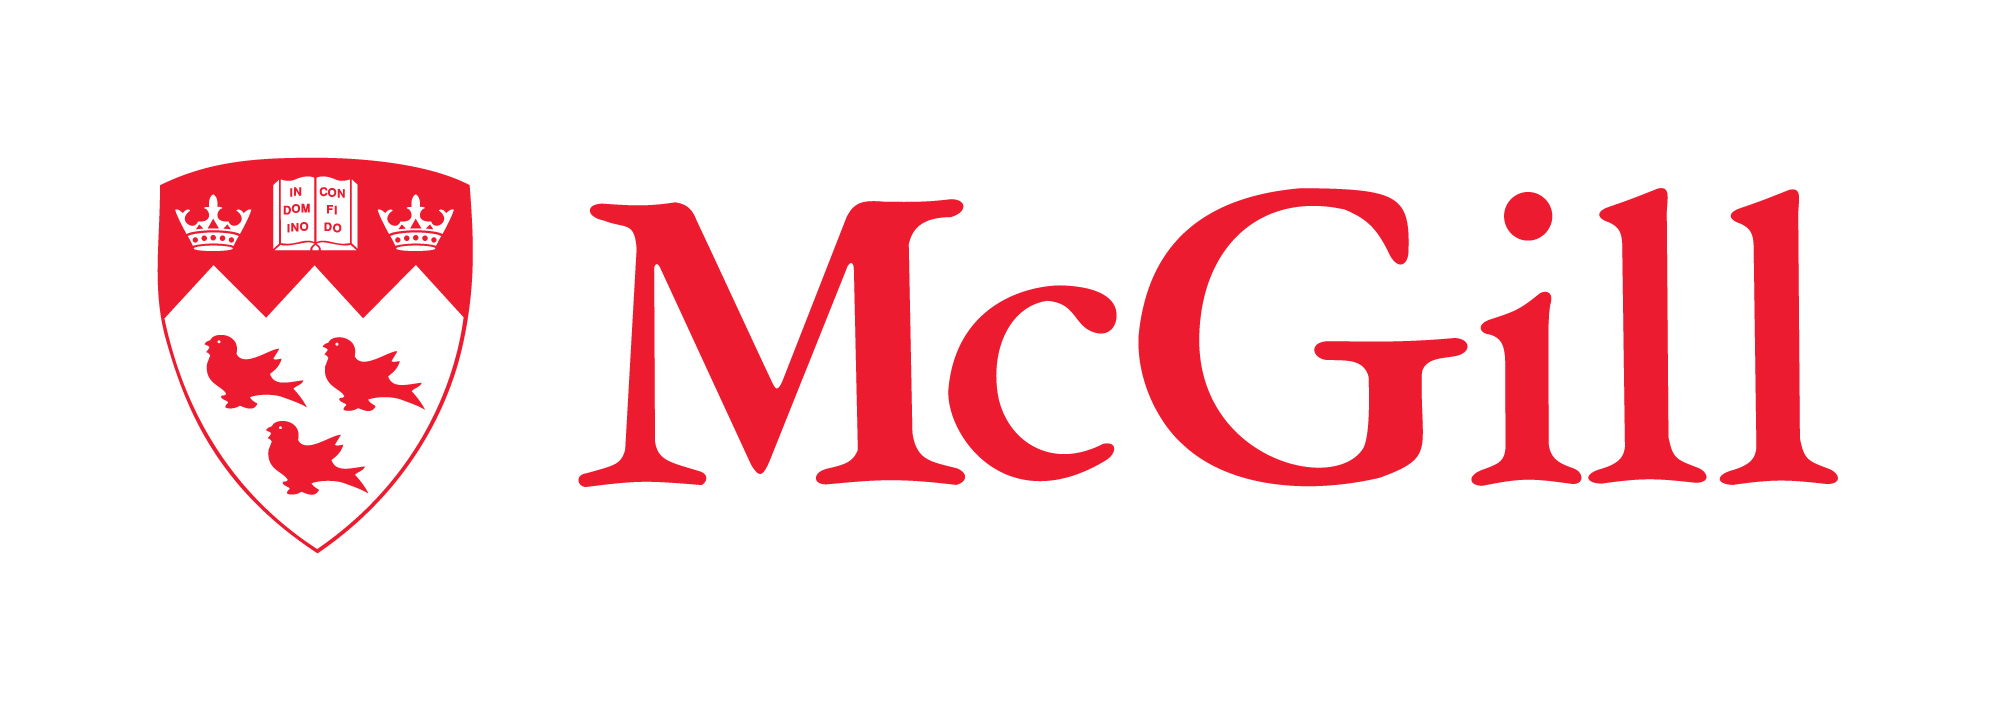 IN CON
DOM FI
INO DO
McGill